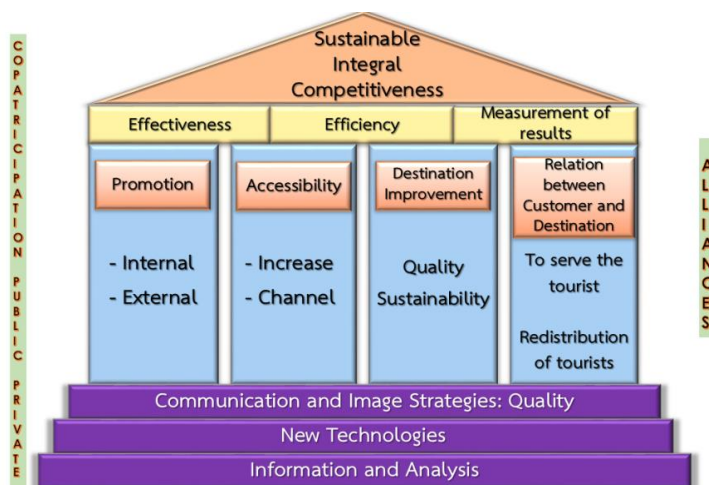 Sustainable
Integral
Competitiveness
Effectiveness
Efficiency
Measurement of
results
Promotion
- Internal
- External
Accessibility
- Increase
- Channel
Destination
Improvement
Quality
Sustainability
Relation
between
Customer and
Destination
To serve the
tourist
Redistribution
of tourists
Communication and Image Strategies: Quality
New Technologies
Information and Analysis
COPATRICIPATION PUBLIC PRIVATE
ALLIANCES